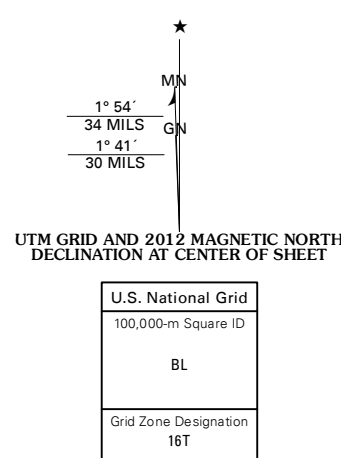 ★
MN
1° 54´
34 MILS
GN
1° 41´
30 MILS
UTM GRID AND 2012 MAGNETIC NORTH
DECLINATION AT CENTER OF SHEET
U.S. National Grid
100,000-m Square ID
BL
Grid Zone Designation
16T